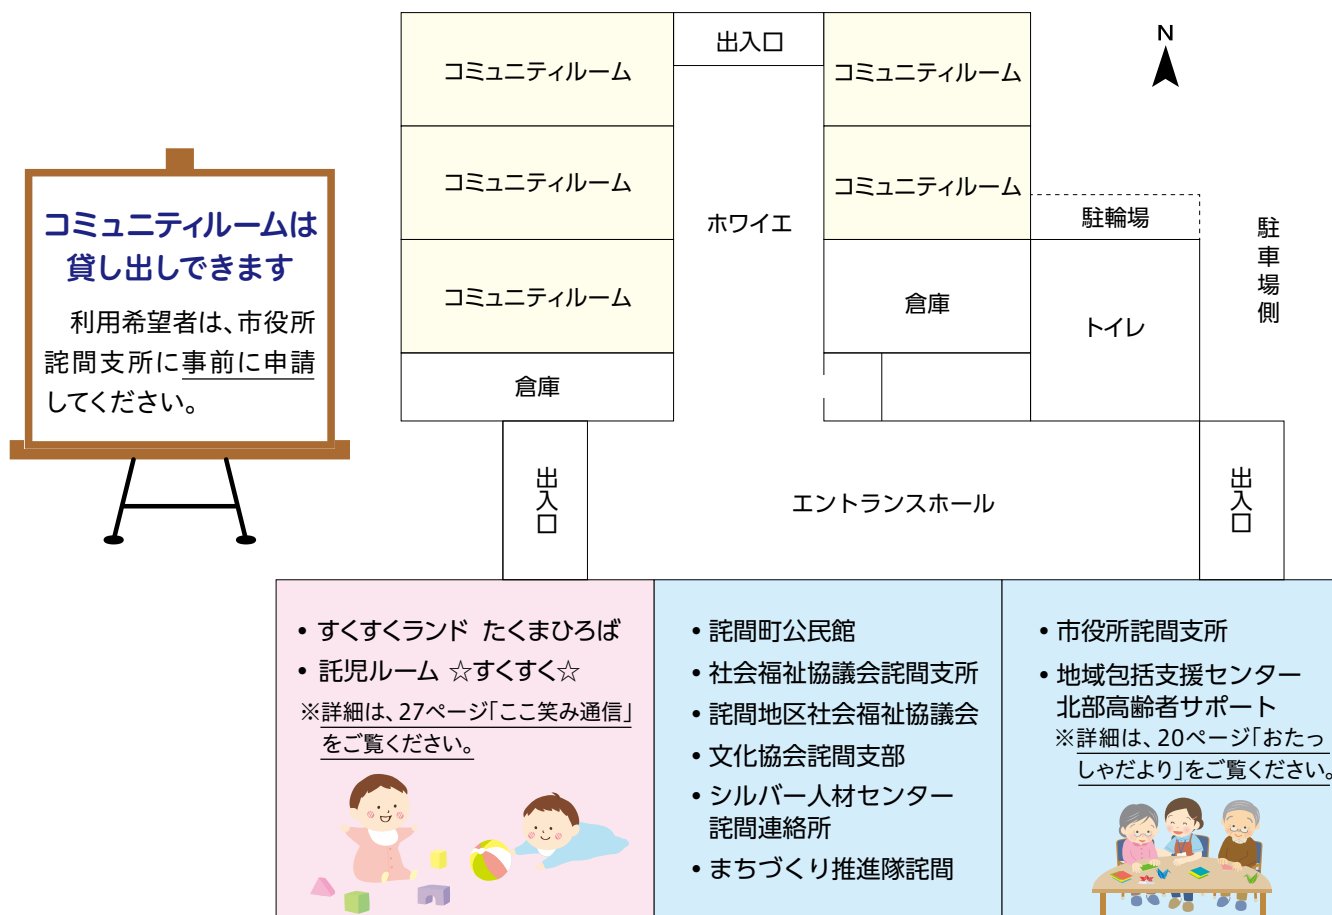 コミュニティルームは
貸し出しできます
利用希望者は、市役所
詫間支所に事前に申請
してください。
コミュニティルーム
コミュニティルーム
コミュニティルーム
倉庫
出入口
ホワイエ
コミュニティルーム
コミュニティルーム
倉庫
駐輪場
トイレ
N
駐車場側
出入口
エントランスホール
出入口
• すくすくランド たくまひろば
• 託児ルーム ☆すくすく☆
※詳細は、27ページ「ここ笑み通信」
をご覧ください。
• 詫間町公民館
• 社会福祉協議会詫間支所
• 詫間地区社会福祉協議会
• 文化協会詫間支部
• シルバー人材センター
詫間連絡所
• まちづくり推進隊詫間
• 市役所詫間支所
• 地域包括支援センター
北部高齢者サポート
※詳細は、20ページ「おたっ
しゃだより」をご覧ください。